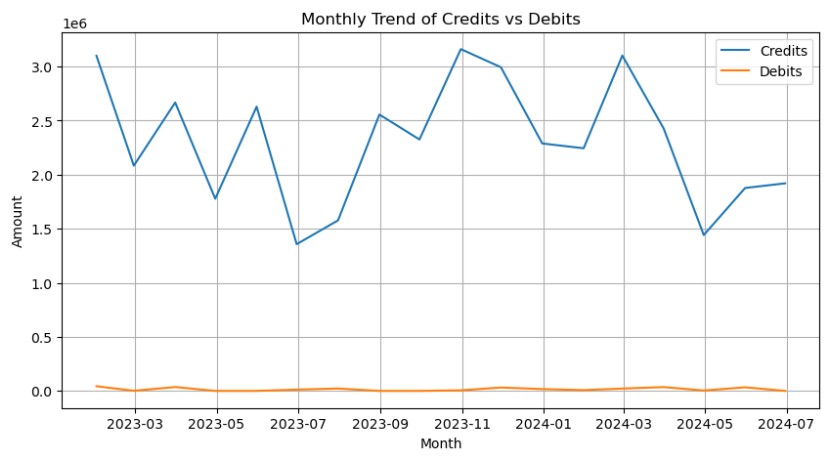 Monthly Trend of Credits vs Debits
1e6
Credits
Debits
3.0
2.5
2.0
1.5
1.0
0.5
0.0
Amount
2023-03 2023-05 2023-07 2023-09 2023-11 2024-01 2024-03 2024-05 2024-07
Month